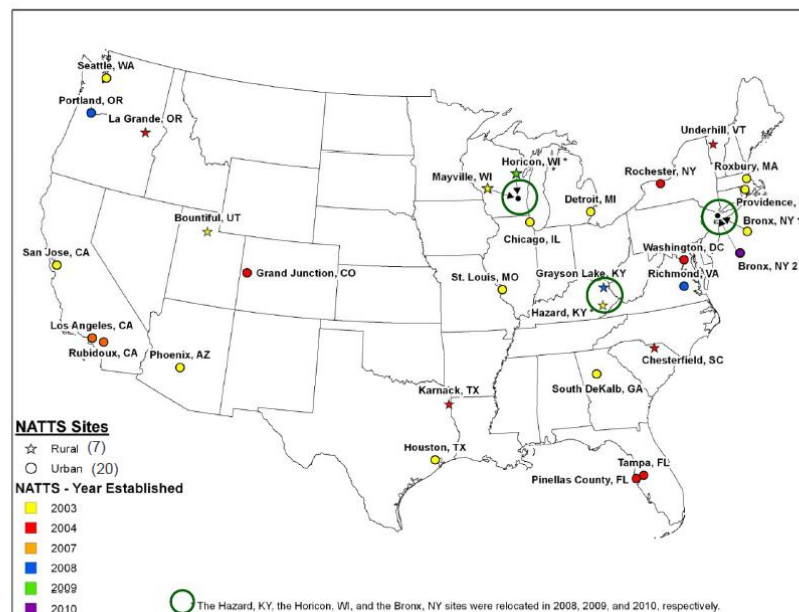 Seattle, WA
Portland, OR
La Grande, OR
Underhill, VT
Horicon, WI *
Roxbury, MA
Mayville, WI
Rochester, NY
Detroit, MI
Providence,
Bountiful, UT
Bronx, NY
Chicago, IL
Washington, DC
San Jose, CA
Grand Junction, CO
St. Louis, MO
Grayson Lake, KY
Richmond, VA
Bronx, NY 2
Hazard, KY
Los Angeles, CA
Rubidoux, CA
Phoenix, AZ
Chesterfield, SC
Karnack, TX
South DeKalb, GA
NATTS Sites
Rural (7)
Urban (20)
Houston, TX
Tampa, FL
Pinellas County, FL
NATTS - Year Established
2003
2004
2007
2008
2009
2010
The Hazard, KY, the Horicon, WI, and the Bronx, NY sites were relocated in 2008, 2009, and 2010, respectively.